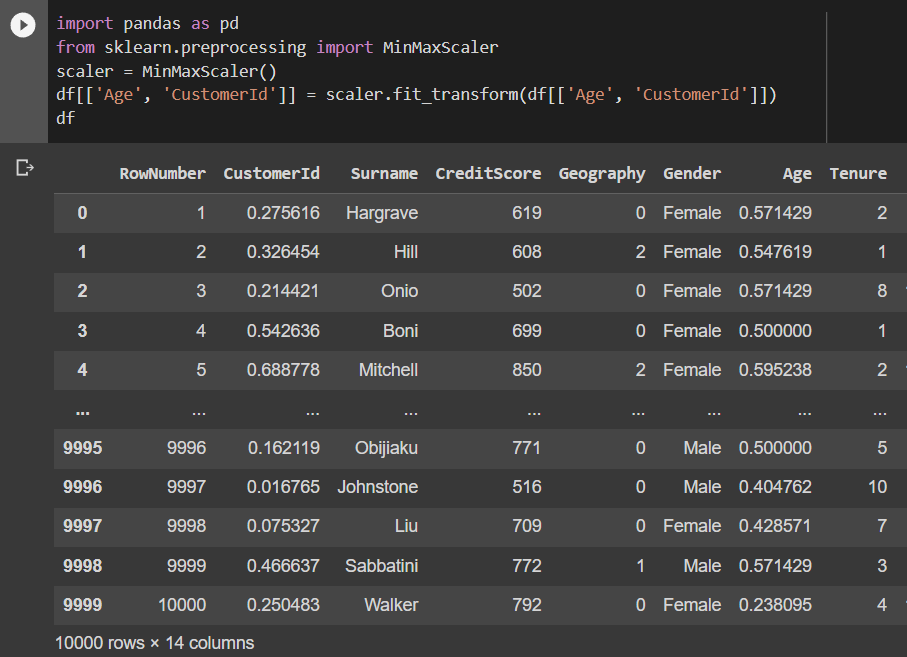 import pandas as pd
from sklearn.preprocessing import MinMaxScaler
scaler = MinMaxScaler()
df[['Age', 'CustomerId']] = scaler.fit_transform(df[['Age', 'CustomerId']])
df
RowNumber CustomerId Surname CreditScore Geography Gender Age Tenure
0 1 0.275616 Hargrave 619 0 Female 0.571429 2
1 2 0.326454 Hill 608 2 Female 0.547619 1
2 3 0.214421 Onio 502 0 Female 0.571429 8
3 4 0.542636 Boni 699 0 Female 0.500000 1
4 5 0.688778 Mitchell 850 2 Female 0.595238 2
... ... ... ... ... ... ... ... ...
9995 9996 0.162119 Obijiaku 771 0 Male 0.500000 5
9996 9997 0.016765 Johnstone 516 0 Male 0.404762 10
9997 9998 0.075327 Liu 709 0 Female 0.428571 7
9998 9999 0.466637 Sabbatini 772 1 Male 0.571429 3
9999 10000 0.250483 Walker 792 0 Female 0.238095 4
10000 rows × 14 columns